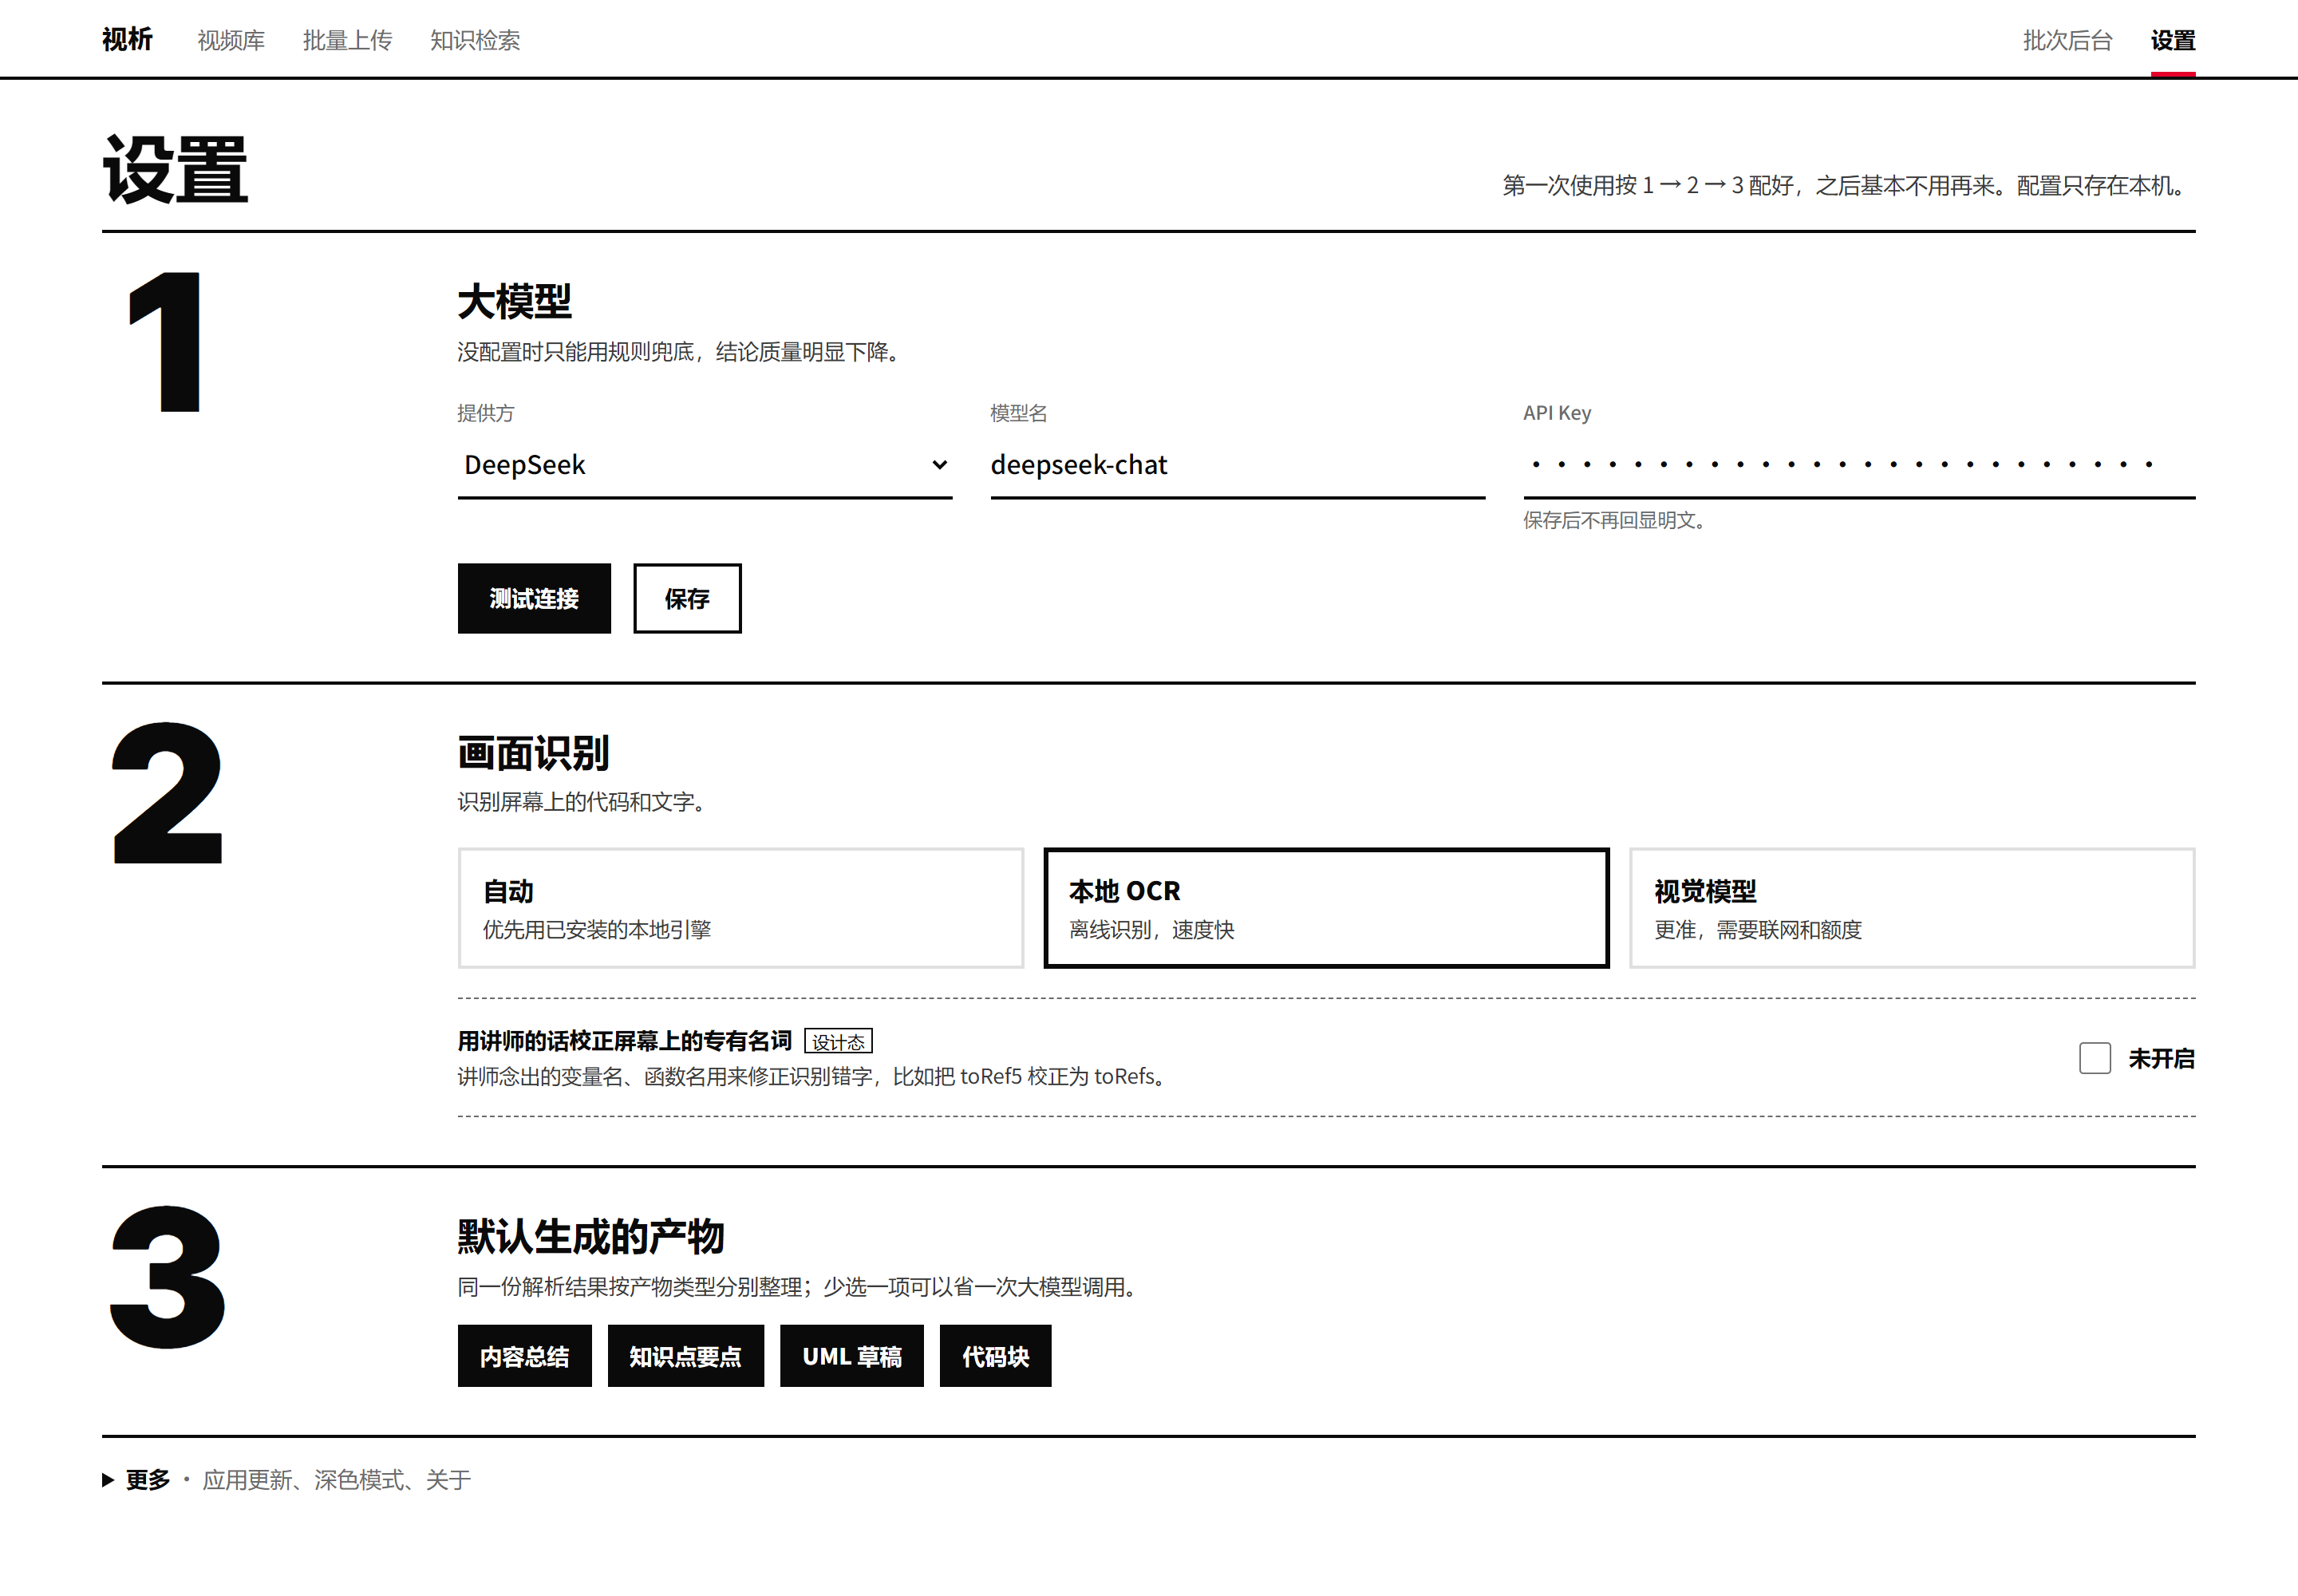 视析 视频库 批量上传 知识检索 批次后台 设置
设置
第一次使用按 1 → 2 → 3 配好，之后基本不用再来。配置只存在本机。
1
大模型
没配置时只能用规则兜底，结论质量明显下降。
提供方 模型名 API Key
DeepSeek deepseek-chat •••••••••••••••••••••••••
保存后不再回显明文。
测试连接 保存
2
画面识别
识别屏幕上的代码和文字。
自动 本地 OCR 视觉模型
优先用已安装的本地引擎 离线识别，速度快 更准，需要联网和额度
用讲师的话校正屏幕上的专有名词 设计态
讲师念出的变量名、函数名用来修正识别错字，比如把 toRef5 校正为 toRefs。
未开启
3
默认生成的产物
同一份解析结果按产物类型分别整理；少选一项可以省一次大模型调用。
内容总结 知识点要点 UML 草稿 代码块
▶ 更多 · 应用更新、深色模式、关于